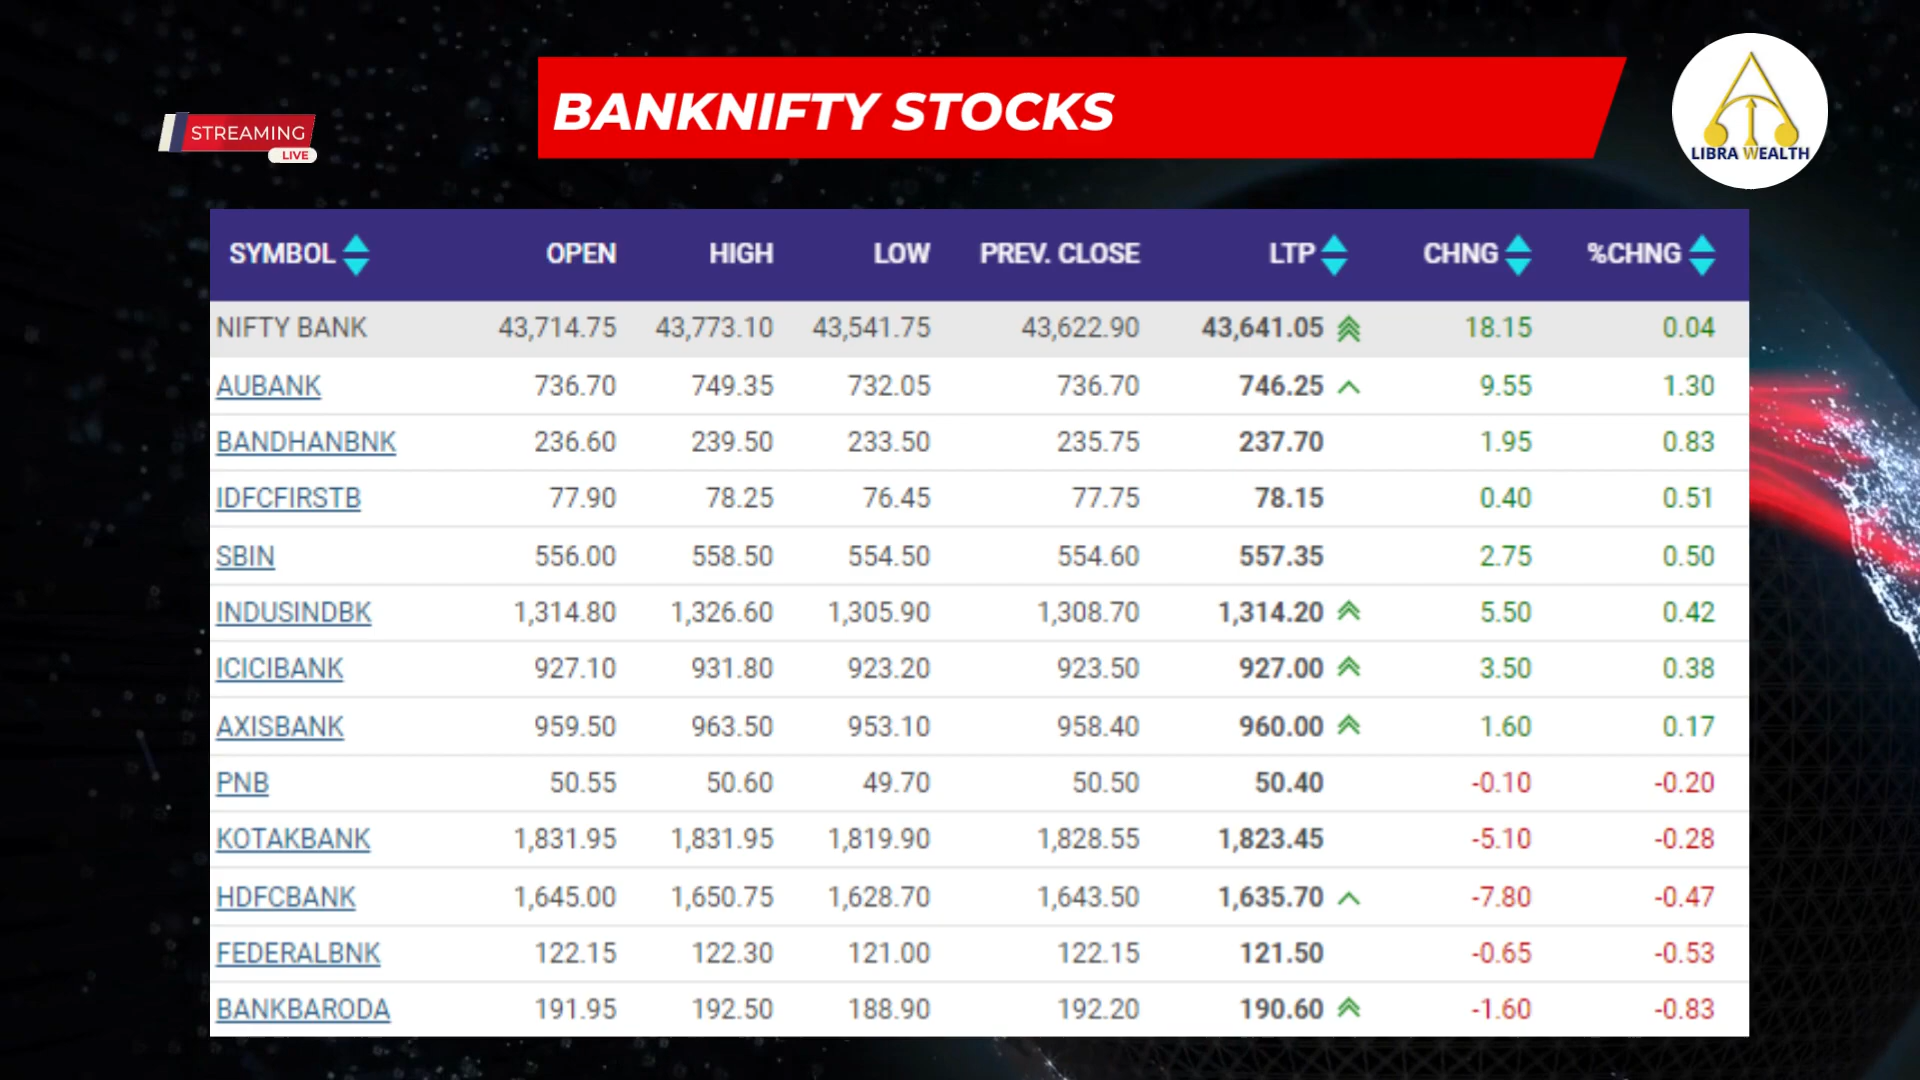 BANKNIFTY STOCKS
STREAMING
LIVE
LIBRA WEALTH
SYMBOL OPEN HIGH LOW PREV. CLOSE LTP CHNG %CHNG
NIFTY BANK 43,714.75 43,773.10 43,541.75 43,622.90 43,641.05 18.15 0.04
AUBANK 736.70 749.35 732.05 736.70 746.25 9.55 1.30
BANDHANBNK 236.60 239.50 233.50 235.75 237.70 1.95 0.83
IDFCFIRSTB 77.90 78.25 76.45 77.75 78.15 0.40 0.51
SBIN 556.00 558.50 554.50 554.60 557.35 2.75 0.50
INDUSINDBK 1,314.80 1,326.60 1,305.90 1,308.70 1,314.20 5.50 0.42
ICICIBANK 927.10 931.80 923.20 923.50 927.00 3.50 0.38
AXISBANK 959.50 963.50 953.10 958.40 960.00 1.60 0.17
PNB 50.55 50.60 49.70 50.50 50.40 -0.10 -0.20
KOTAKBANK 1,831.95 1,831.95 1,819.90 1,828.55 1,823.45 -5.10 -0.28
HDFCBANK 1,645.00 1,650.75 1,628.70 1,643.50 1,635.70 -7.80 -0.47
FEDERALBNK 122.15 122.30 121.00 122.15 121.50 -0.65 -0.53
BANKBARODA 191.95 192.50 188.90 192.20 190.60 -1.60 -0.83